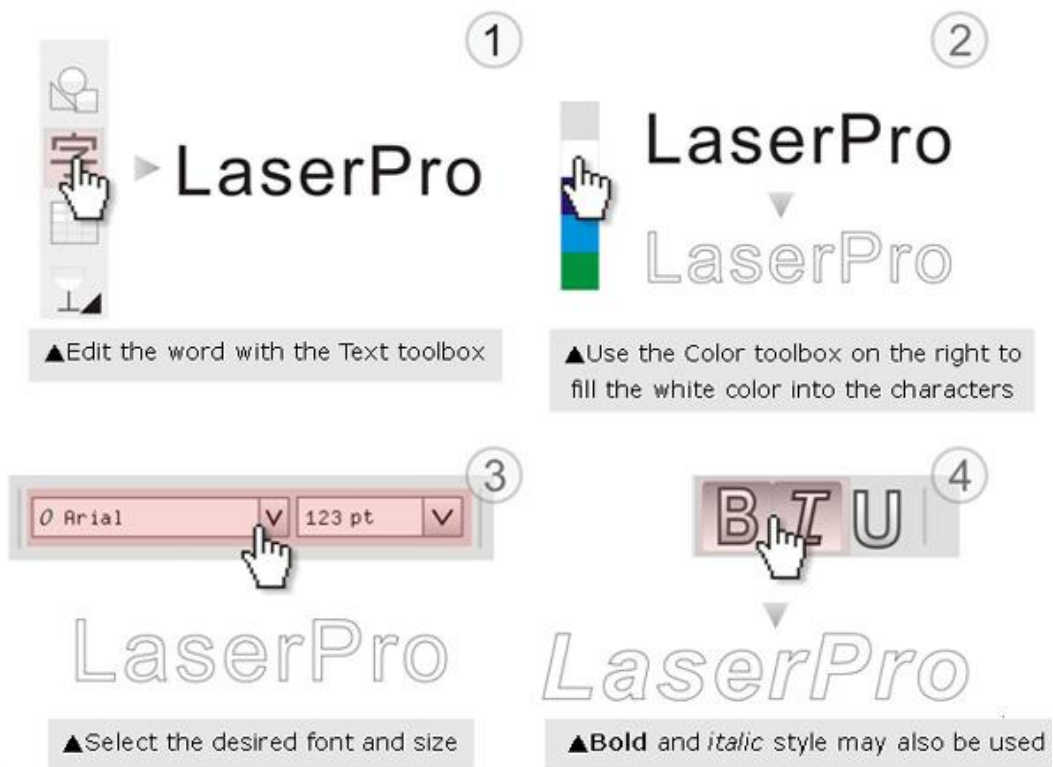 1
字
LaserPro
▲Edit the word with the Text toolbox
2
LaserPro
LaserPro
▲Use the Color toolbox on the right to
fill the white color into the characters
3
O Arial
123 pt
LaserPro
▲Select the desired font and size
4
B I U
LaserPro
▲Bold and italic style may also be used